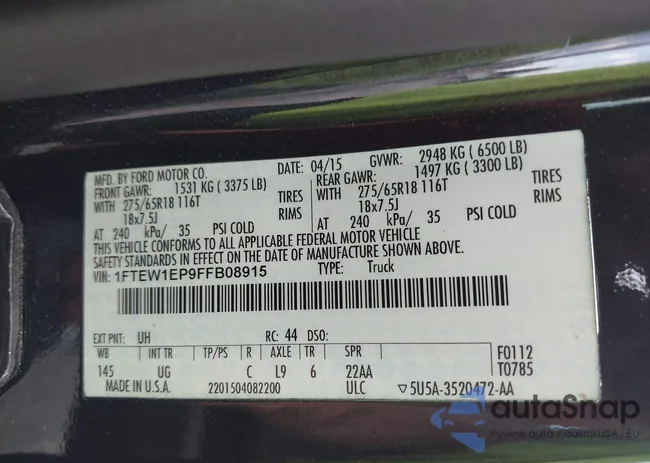 MFD. BY FORD MOTOR CO.
DATE: 04/15 GVWR: 2948 KG ( 6500 LB)
FRONT GAWR: 1531 KG ( 3375 LB) REAR GAWR: 1497 KG ( 3300 LB)
WITH 275/65R18 116T TIRES WITH 275/65R18 116T TIRES
18x7.5J RIMS 18x7.5J RIMS
AT 240 kPa/ 35 PSI COLD AT 240 kPa/ 35 PSI COLD
THIS VEHICLE CONFORMS TO ALL APPLICABLE FEDERAL MOTOR VEHICLE
SAFETY STANDARDS IN EFFECT ON THE DATE OF MANUFACTURE SHOWN ABOVE.
VIN: 1FTEW1EP9FFB08915 TYPE: Truck
EXT PNT: UH RC: 44 DSO:
WB INT TR TP/PS R AXLE TR SPR F0112
145 UG C L9 6 22AA T0785
MADE IN U.S.A. 2201504082200 ULC ▽5U5A-3520472-AA
autaSnap
Pewne auta z aukcji USA | EU